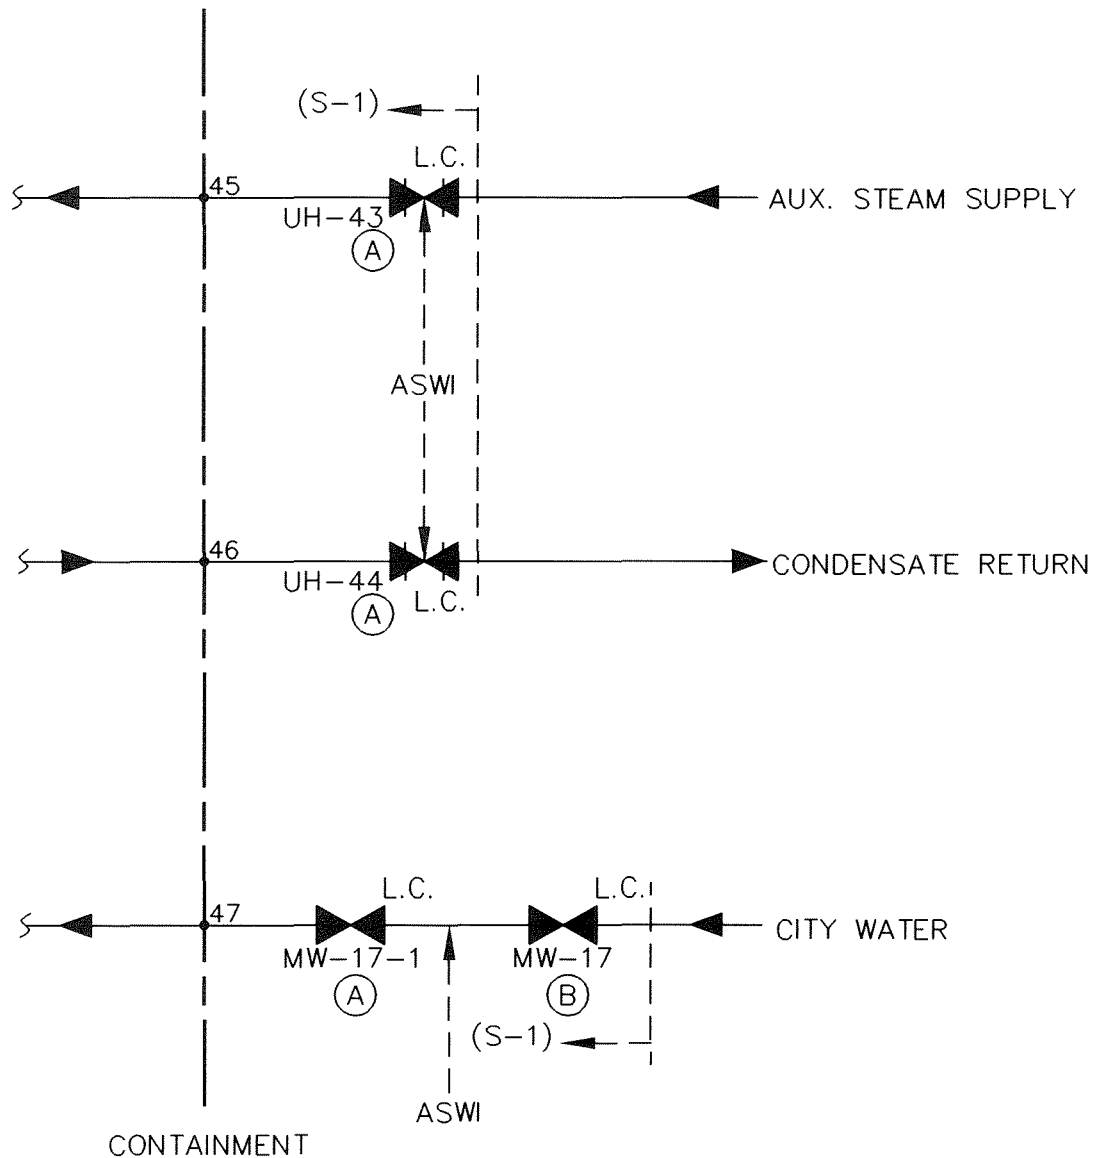 (S-1)
L.C.
45
AUX. STEAM SUPPLY
UH-43
A
ASWI
46
CONDENSATE RETURN
UH-44
L.C.
A
L.C.
L.C.
47
CITY WATER
MW-17-1
MW-17
A
B
(S-1)
ASWI
CONTAINMENT